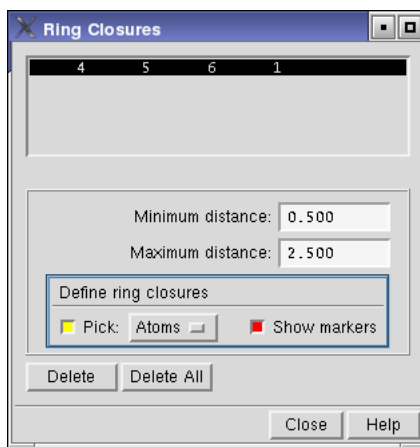 Ring Closures
4 5 6 1
Minimum distance: 0.500
Maximum distance: 2.500
Define ring closures
Pick: Atoms Show markers
Delete Delete All
Close Help